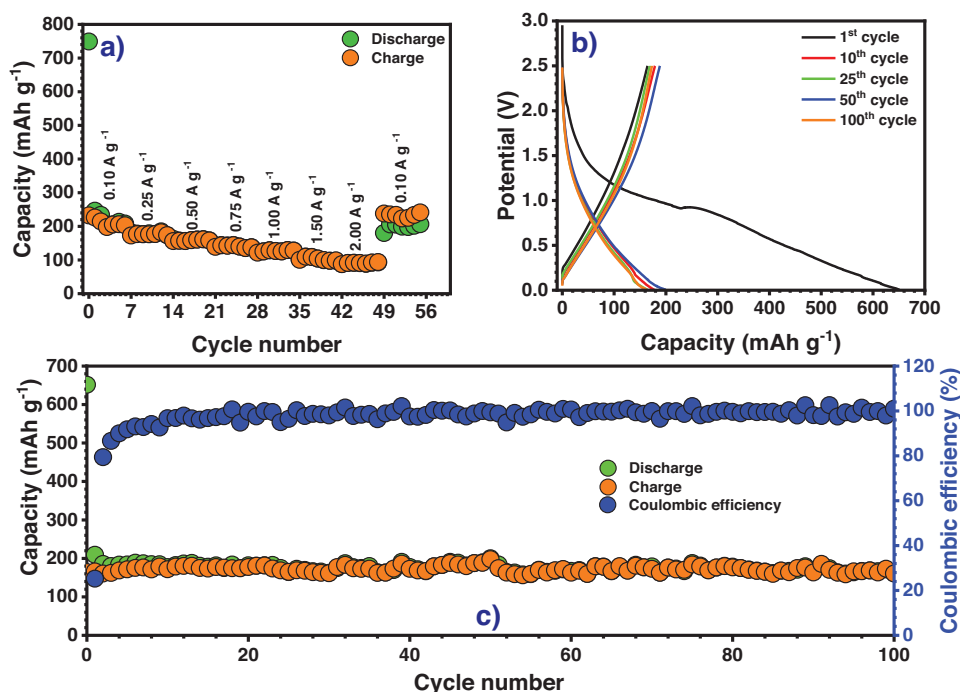 a)
Discharge
Charge
0.10 A g⁻¹
0.25 A g⁻¹
0.50 A g⁻¹
0.75 A g⁻¹
1.00 A g⁻¹
1.50 A g⁻¹
2.00 A g⁻¹
0.10 A g⁻¹
800
700
600
500
400
300
200
100
0
Capacity (mAh g⁻¹)
0 7 14 21 28 35 42 49 56
Cycle number
b)
1st cycle
10th cycle
25th cycle
50th cycle
100th cycle
3.0
2.5
2.0
1.5
1.0
0.5
0.0
Potential (V)
0 100 200 300 400 500 600 700
Capacity (mAh g⁻¹)
700
600
500
400
300
200
100
0
Capacity (mAh g⁻¹)
Discharge
Charge
Coulombic efficiency
c)
120
100
80
60
40
20
0
Coulombic efficiency (%)
0 20 40 60 80 100
Cycle number